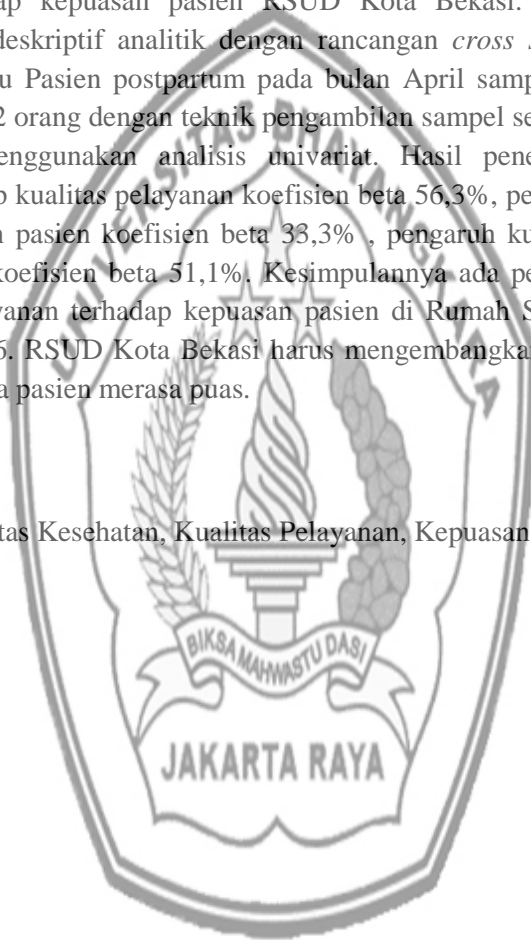 ap kepuasan pasien RSUD Kota Bekasi.
deskriptif analitik dengan rancangan cross s
u Pasien postpartum pada bulan April samp
2 orang dengan teknik pengambilan sampel se
enggunakan analisis univariat. Hasil pene
p kualitas pelayanan koefisien beta 56,3%, pe
n pasien koefisien beta 33,3% , pengaruh ku
koefisien beta 51,1%. Kesimpulannya ada pe
yanan terhadap kepuasan pasien di Rumah S
6. RSUD Kota Bekasi harus mengembangka
a pasien merasa puas.
tas Kesehatan, Kualitas Pelayanan, Kepuasan
UNIVERSITAS BHAYANGKARA
BIKSA MAHWASTU DASI
JAKARTA RAYA